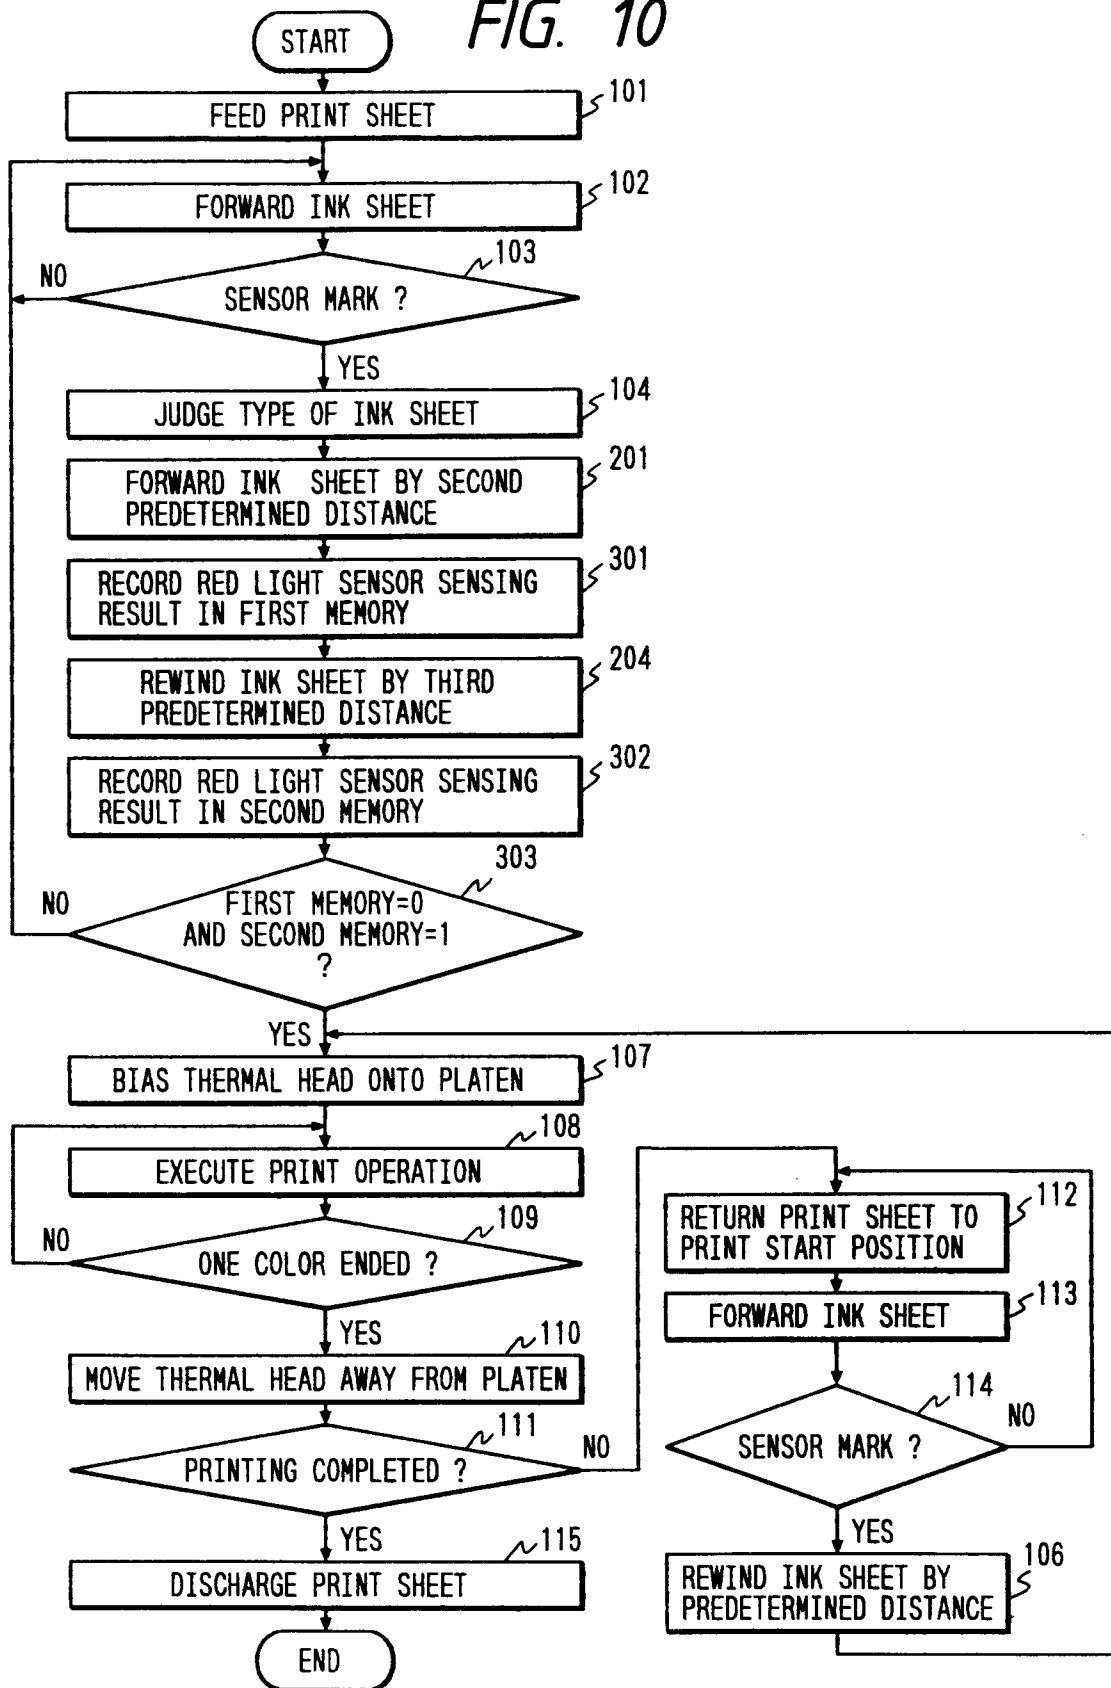 FIG. 10
START
FEED PRINT SHEET
101
FORWARD INK SHEET
102
103
NO
SENSOR MARK ?
YES
JUDGE TYPE OF INK SHEET
104
FORWARD INK SHEET BY SECOND
PREDETERMINED DISTANCE
201
RECORD RED LIGHT SENSOR SENSING
RESULT IN FIRST MEMORY
301
REWIND INK SHEET BY THIRD
PREDETERMINED DISTANCE
204
RECORD RED LIGHT SENSOR SENSING
RESULT IN SECOND MEMORY
302
303
NO
FIRST MEMORY=0
AND SECOND MEMORY=1
?
YES
BIAS THERMAL HEAD ONTO PLATEN
107
108
EXECUTE PRINT OPERATION
109
NO
ONE COLOR ENDED ?
YES
110
MOVE THERMAL HEAD AWAY FROM PLATEN
111
PRINTING COMPLETED ?
NO
YES
115
DISCHARGE PRINT SHEET
END
RETURN PRINT SHEET TO
PRINT START POSITION
112
FORWARD INK SHEET
113
114
SENSOR MARK ?
NO
YES
REWIND INK SHEET BY
PREDETERMINED DISTANCE
106